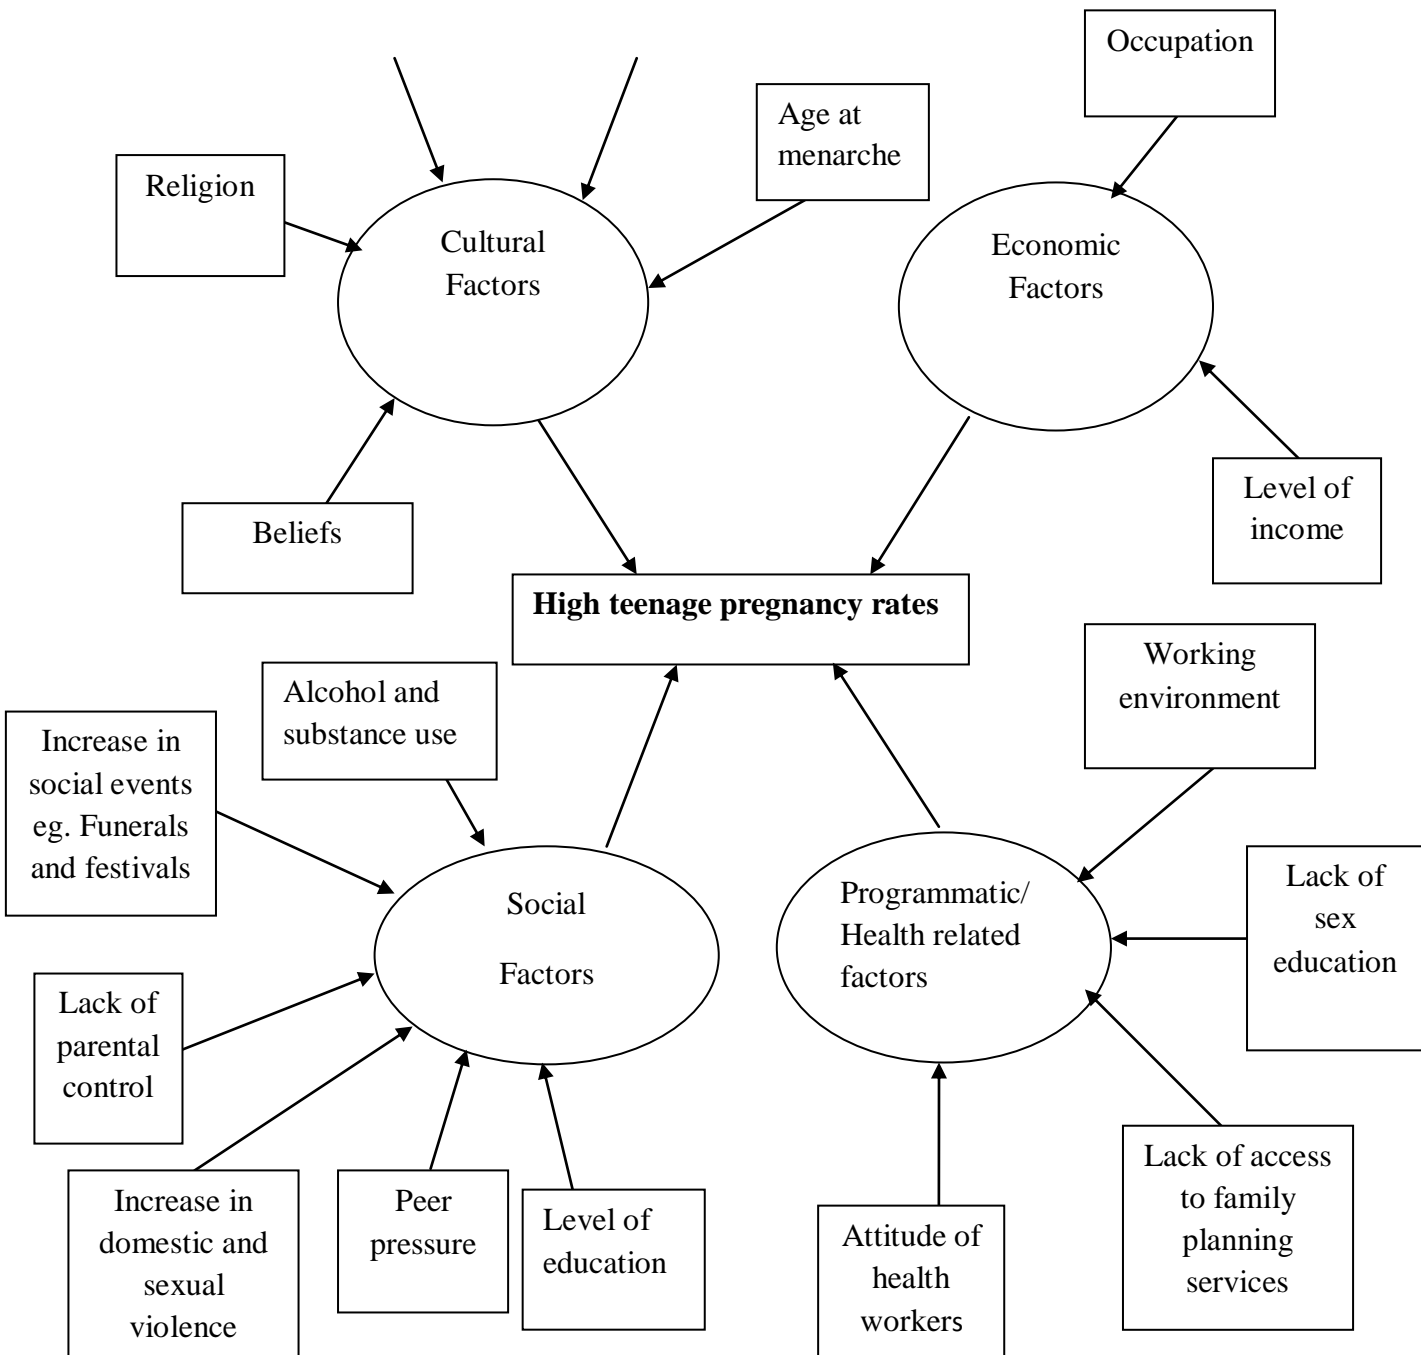 Occupation
Age at
menarche
Religion
Cultural
Factors
Economic
Factors
Level of
income
Beliefs
High teenage pregnancy rates
Working
environment
Alcohol and
substance use
Increase in
social events
eg. Funerals
and festivals
Social
Factors
Programmatic/
Health related
factors
Lack of
sex
education
Lack of
parental
control
Increase in
domestic and
sexual
violence
Peer
pressure
Level of
education
Attitude of
health
workers
Lack of access
to family
planning
services